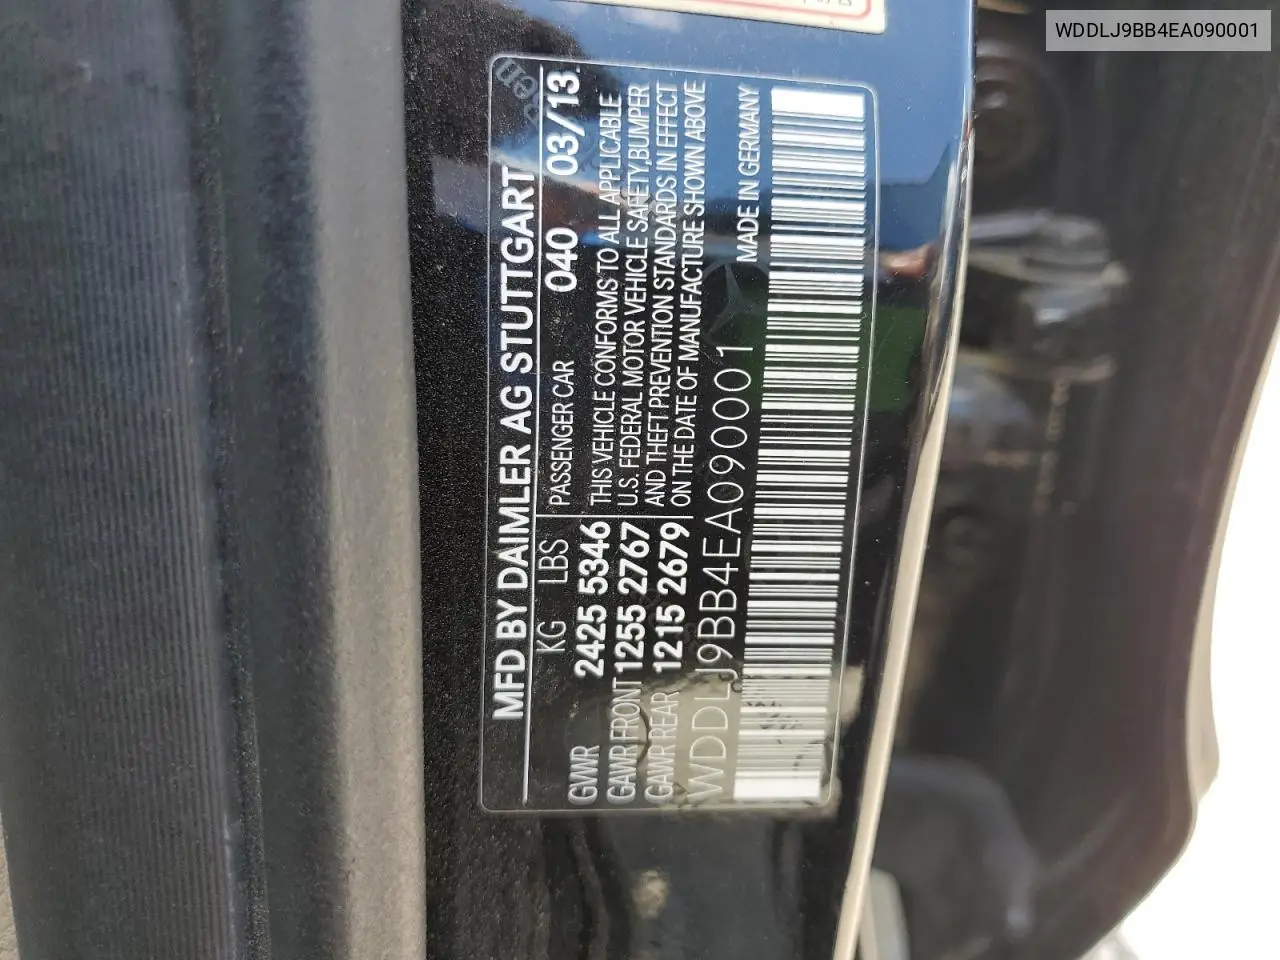 WDDLJ9BB4EA090001
MFD BY DAIMLER AG STUTTGART
KG LBS PASSENGER CAR 040 03/13
GVWR 2425 5346
GAWR FRONT 1255 2767
GAWR REAR 1215 2679
THIS VEHICLE CONFORMS TO ALL APPLICABLE
U.S. FEDERAL MOTOR VEHICLE SAFETY,BUMPER
AND THEFT PREVENTION STANDARDS IN EFFECT
ON THE DATE OF MANUFACTURE SHOWN ABOVE
WDDLJ9BB4EA090001 MADE IN GERMANY